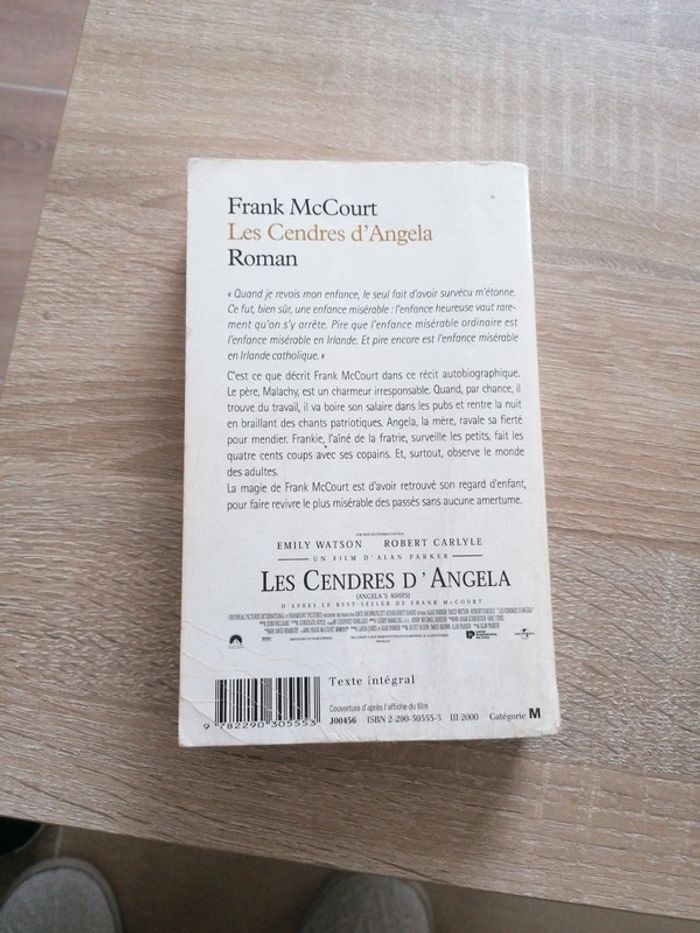 Frank McCourt
Les Cendres d'Angela
Roman
« Quand je revois mon enfance, le seul fait d'avoir survécu m'étonne.
Ce fut, bien sûr, une enfance misérable : l'enfance heureuse vaut rare-
ment qu'on s'y arrête. Pire que l'enfance misérable ordinaire est
l'enfance misérable en Irlande. Et pire encore est l'enfance misérable
en Irlande catholique. »
C'est ce que décrit Frank McCourt dans ce récit autobiographique.
Le père, Malachy, est un charmeur irresponsable. Quand, par chance, il
trouve du travail, il va boire son salaire dans les pubs et rentre la nuit
en braillant des chants patriotiques. Angela, la mère, ravale sa fierté
pour mendier. Frankie, l'aîné de la fratrie, surveille les petits, fait les
quatre cents coups avec ses copains. Et, surtout, observe le monde
des adultes.
La magie de Frank McCourt est d'avoir retrouvé son regard d'enfant,
pour faire revivre le plus misérable des passés sans aucune amertume.
EMILY WATSON ROBERT CARLYLE
UN FILM D'ALAN PARKER
LES CENDRES D'ANGELA
(ANGELA'S ASHES)
D'APRÈS LE BEST-SELLER DE FRANK McCOURT
Texte intégral
Couverture d'après l'affiche du film
9 782290 305553
J00456 ISBN 2-290-30555-5 III 2000 Catégorie M